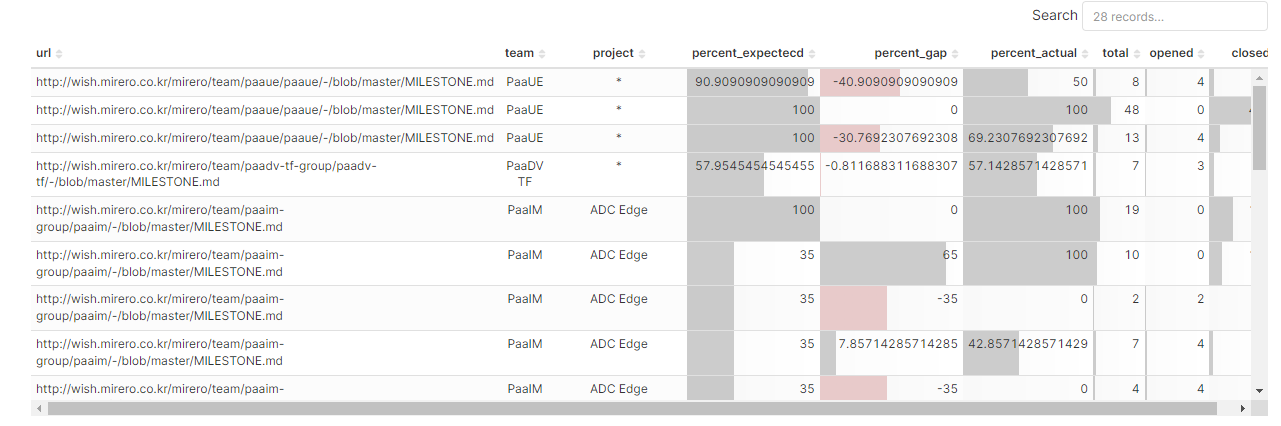 Search 28 records...
url team project percent_expectecd percent_gap percent_actual total opened closed
http://wish.mirero.co.kr/mirero/team/paaue/paaue/-/blob/master/MILESTONE.md PaaUE * 90.9090909090909 -40.9090909090909 50 8 4
http://wish.mirero.co.kr/mirero/team/paaue/paaue/-/blob/master/MILESTONE.md PaaUE * 100 0 100 48 0
http://wish.mirero.co.kr/mirero/team/paaue/paaue/-/blob/master/MILESTONE.md PaaUE * 100 -30.7692307692308 69.2307692307692 13 4
http://wish.mirero.co.kr/mirero/team/paadv-tf-group/paadv- PaaDV * 57.9545454545455 -0.811688311688307 57.1428571428571 7 3
tf/-/blob/master/MILESTONE.md TF
http://wish.mirero.co.kr/mirero/team/paaim- PaaIM ADC Edge 100 0 100 19 0
group/paaim/-/blob/master/MILESTONE.md
http://wish.mirero.co.kr/mirero/team/paaim- PaaIM ADC Edge 35 65 100 10 0
group/paaim/-/blob/master/MILESTONE.md
http://wish.mirero.co.kr/mirero/team/paaim- PaaIM ADC Edge 35 -35 0 2 2
group/paaim/-/blob/master/MILESTONE.md
http://wish.mirero.co.kr/mirero/team/paaim- PaaIM ADC Edge 35 7.85714285714285 42.8571428571429 7 4
group/paaim/-/blob/master/MILESTONE.md
http://wish.mirero.co.kr/mirero/team/paaim- PaaIM ADC Edge 35 -35 0 4 4